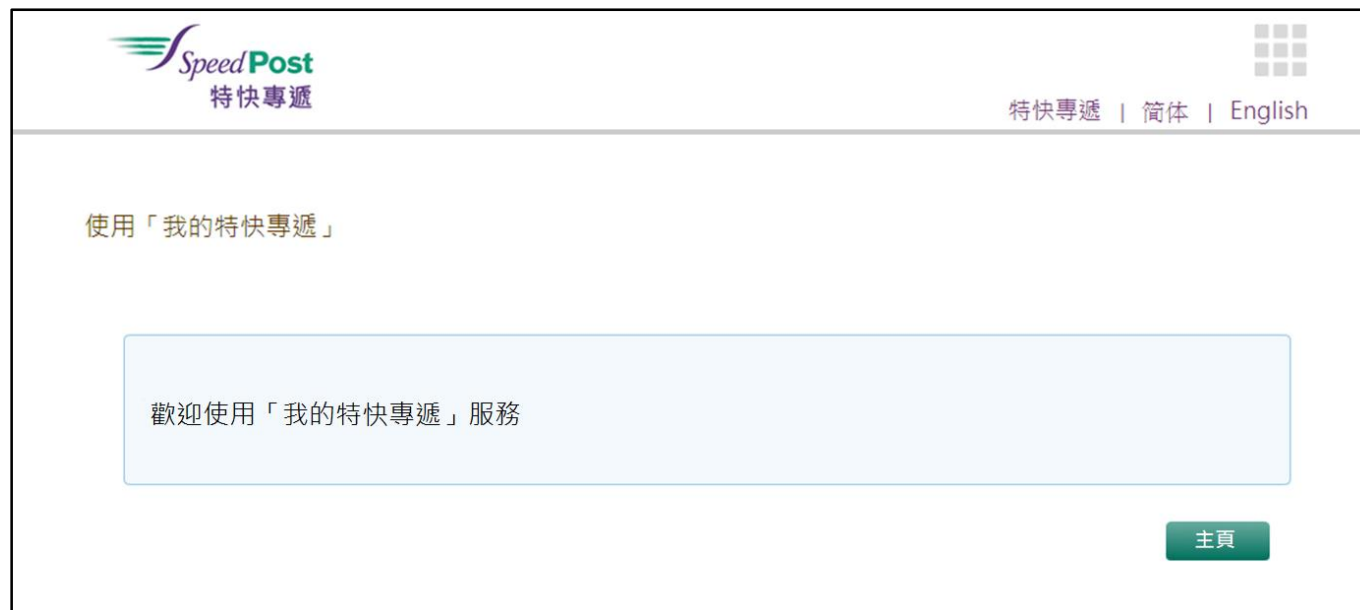 SpeedPost
特快專遞
特快專遞 | 简体 | English
使用「我的特快專遞」
歡迎使用「我的特快專遞」服務
主頁